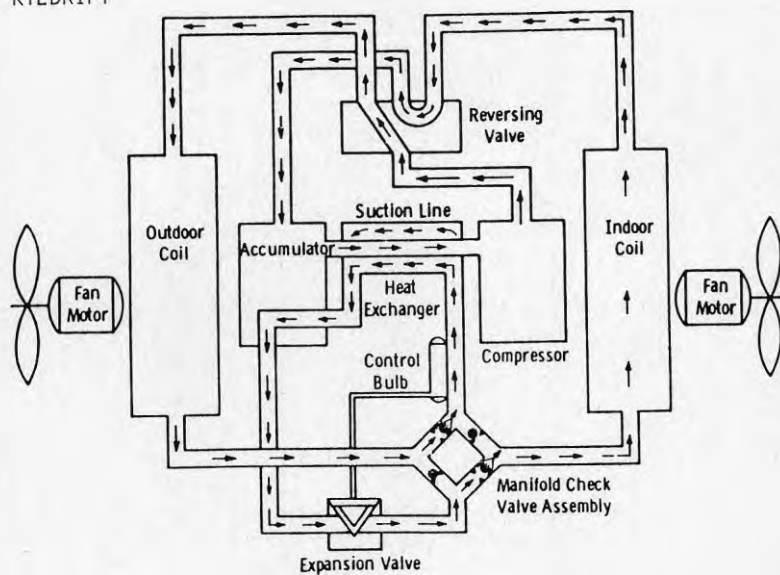 Reversing
Valve
Suction Line
Outdoor
Coil
Accumulator
Indoor
Coil
Fan
Motor
Heat
Exchanger
Fan
Motor
Compressor
Control
Bulb
Manifold Check
Valve Assembly
Expansion Valve